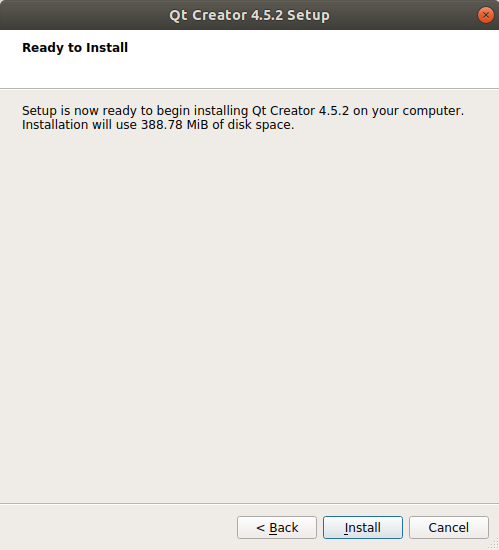 Qt Creator 4.5.2 Setup
Ready to Install
Setup is now ready to begin installing Qt Creator 4.5.2 on your computer.
Installation will use 388.78 MiB of disk space.
< Back
Install
Cancel